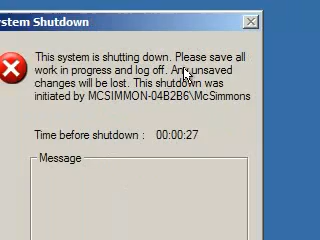 ystem Shutdown
This system is shutting down. Please save all
work in progress and log off. Any unsaved
changes will be lost. This shutdown was
initiated by MCSIMMON-04B2B6\McSimmons
Time before shutdown : 00:00:27
Message